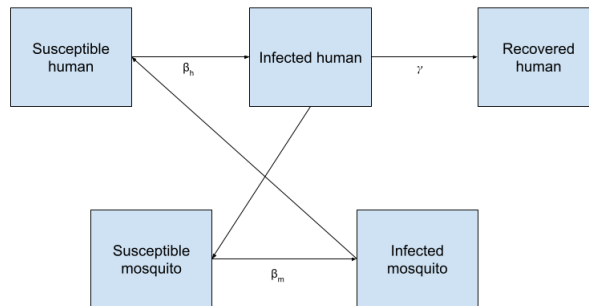 Susceptible
human
β_h
Infected human
γ
Recovered
human
Susceptible
mosquito
β_m
Infected
mosquito